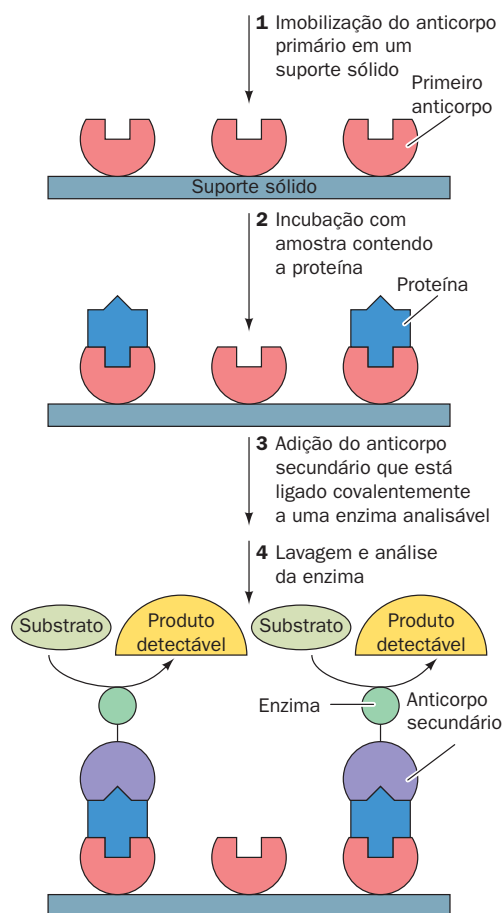 1 Imobilização do anticorpo
primário em um
suporte sólido
Primeiro
anticorpo
Suporte sólido
2 Incubação com
amostra contendo
a proteína
Proteína
3 Adição do anticorpo
secundário que está
ligado covalentemente
a uma enzima analisável
4 Lavagem e análise
da enzima
Substrato
Produto
detectável
Substrato
Produto
detectável
Enzima
Anticorpo
secundário